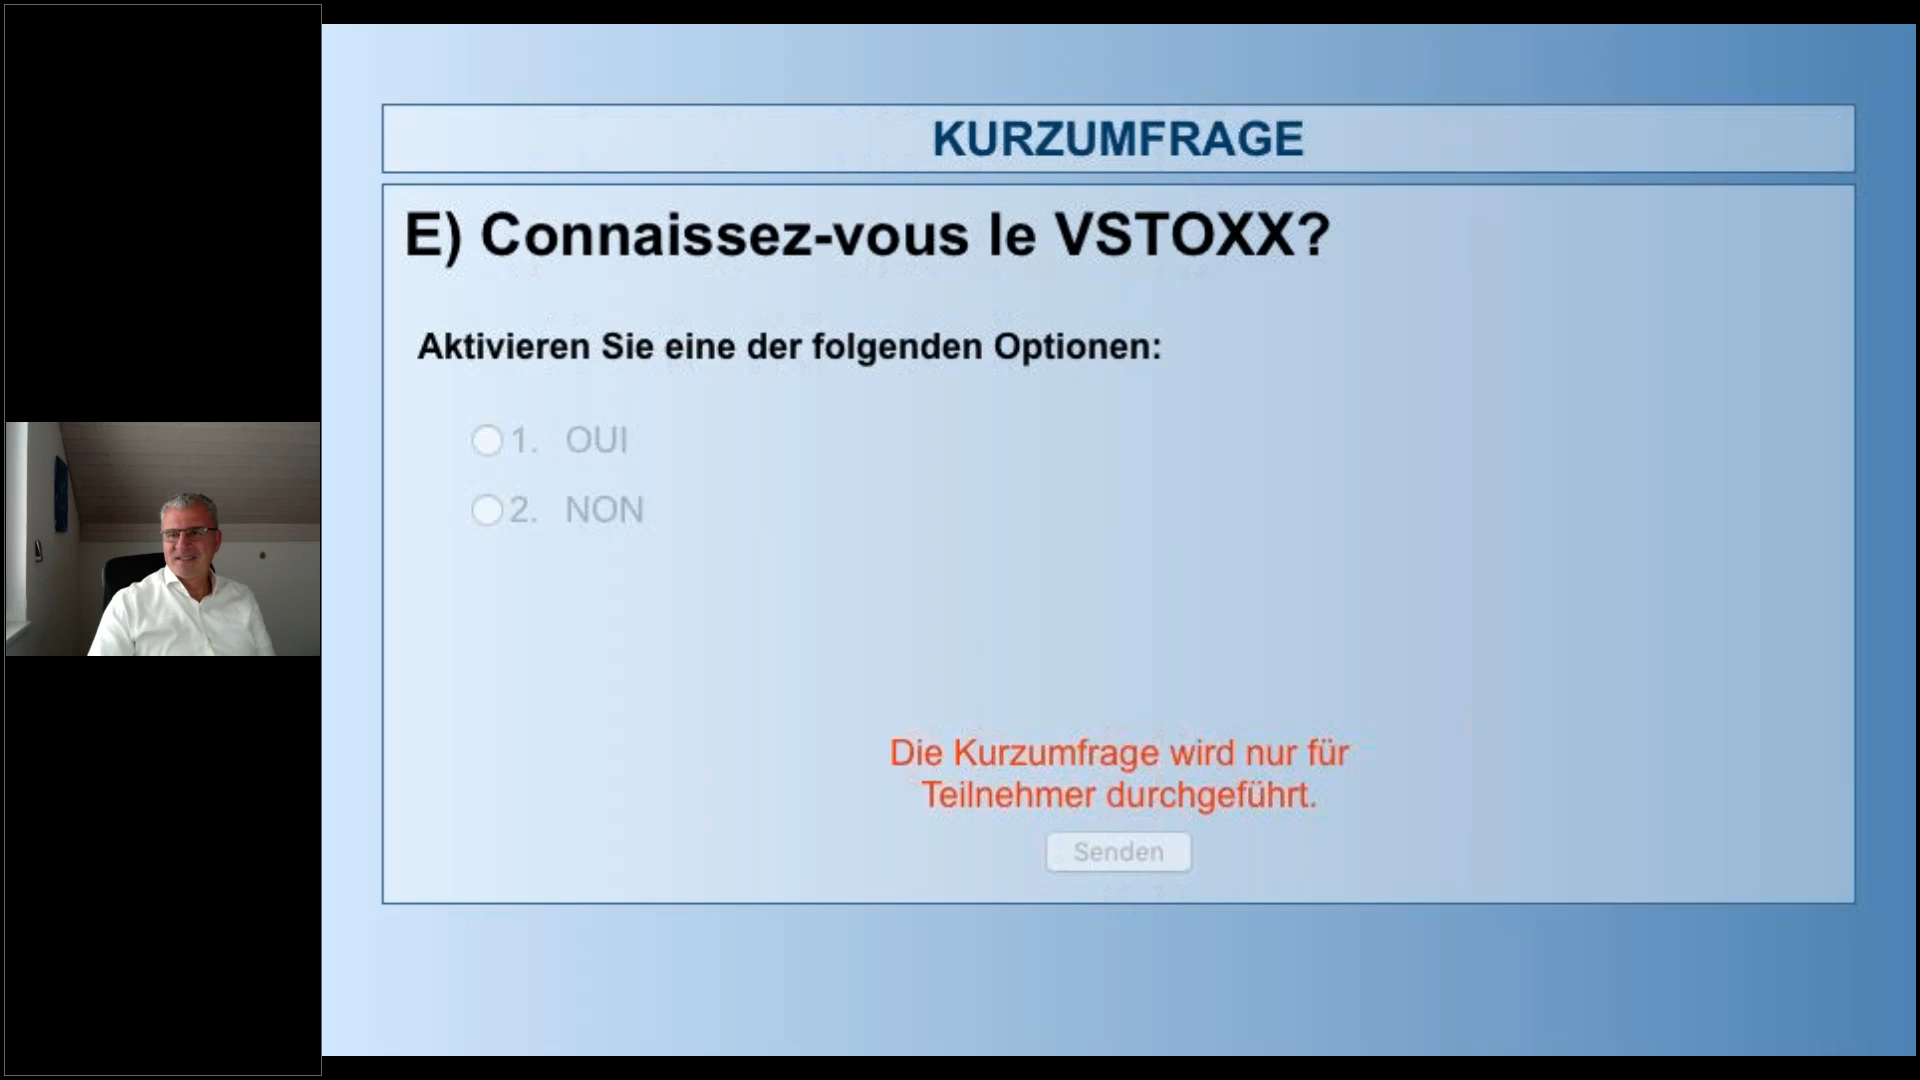 KURZUMFRAGE
E) Connaissez-vous le VSTOXX?
Aktivieren Sie eine der folgenden Optionen:
1. OUI
2. NON
Die Kurzumfrage wird nur für
Teilnehmer durchgeführt.
Senden